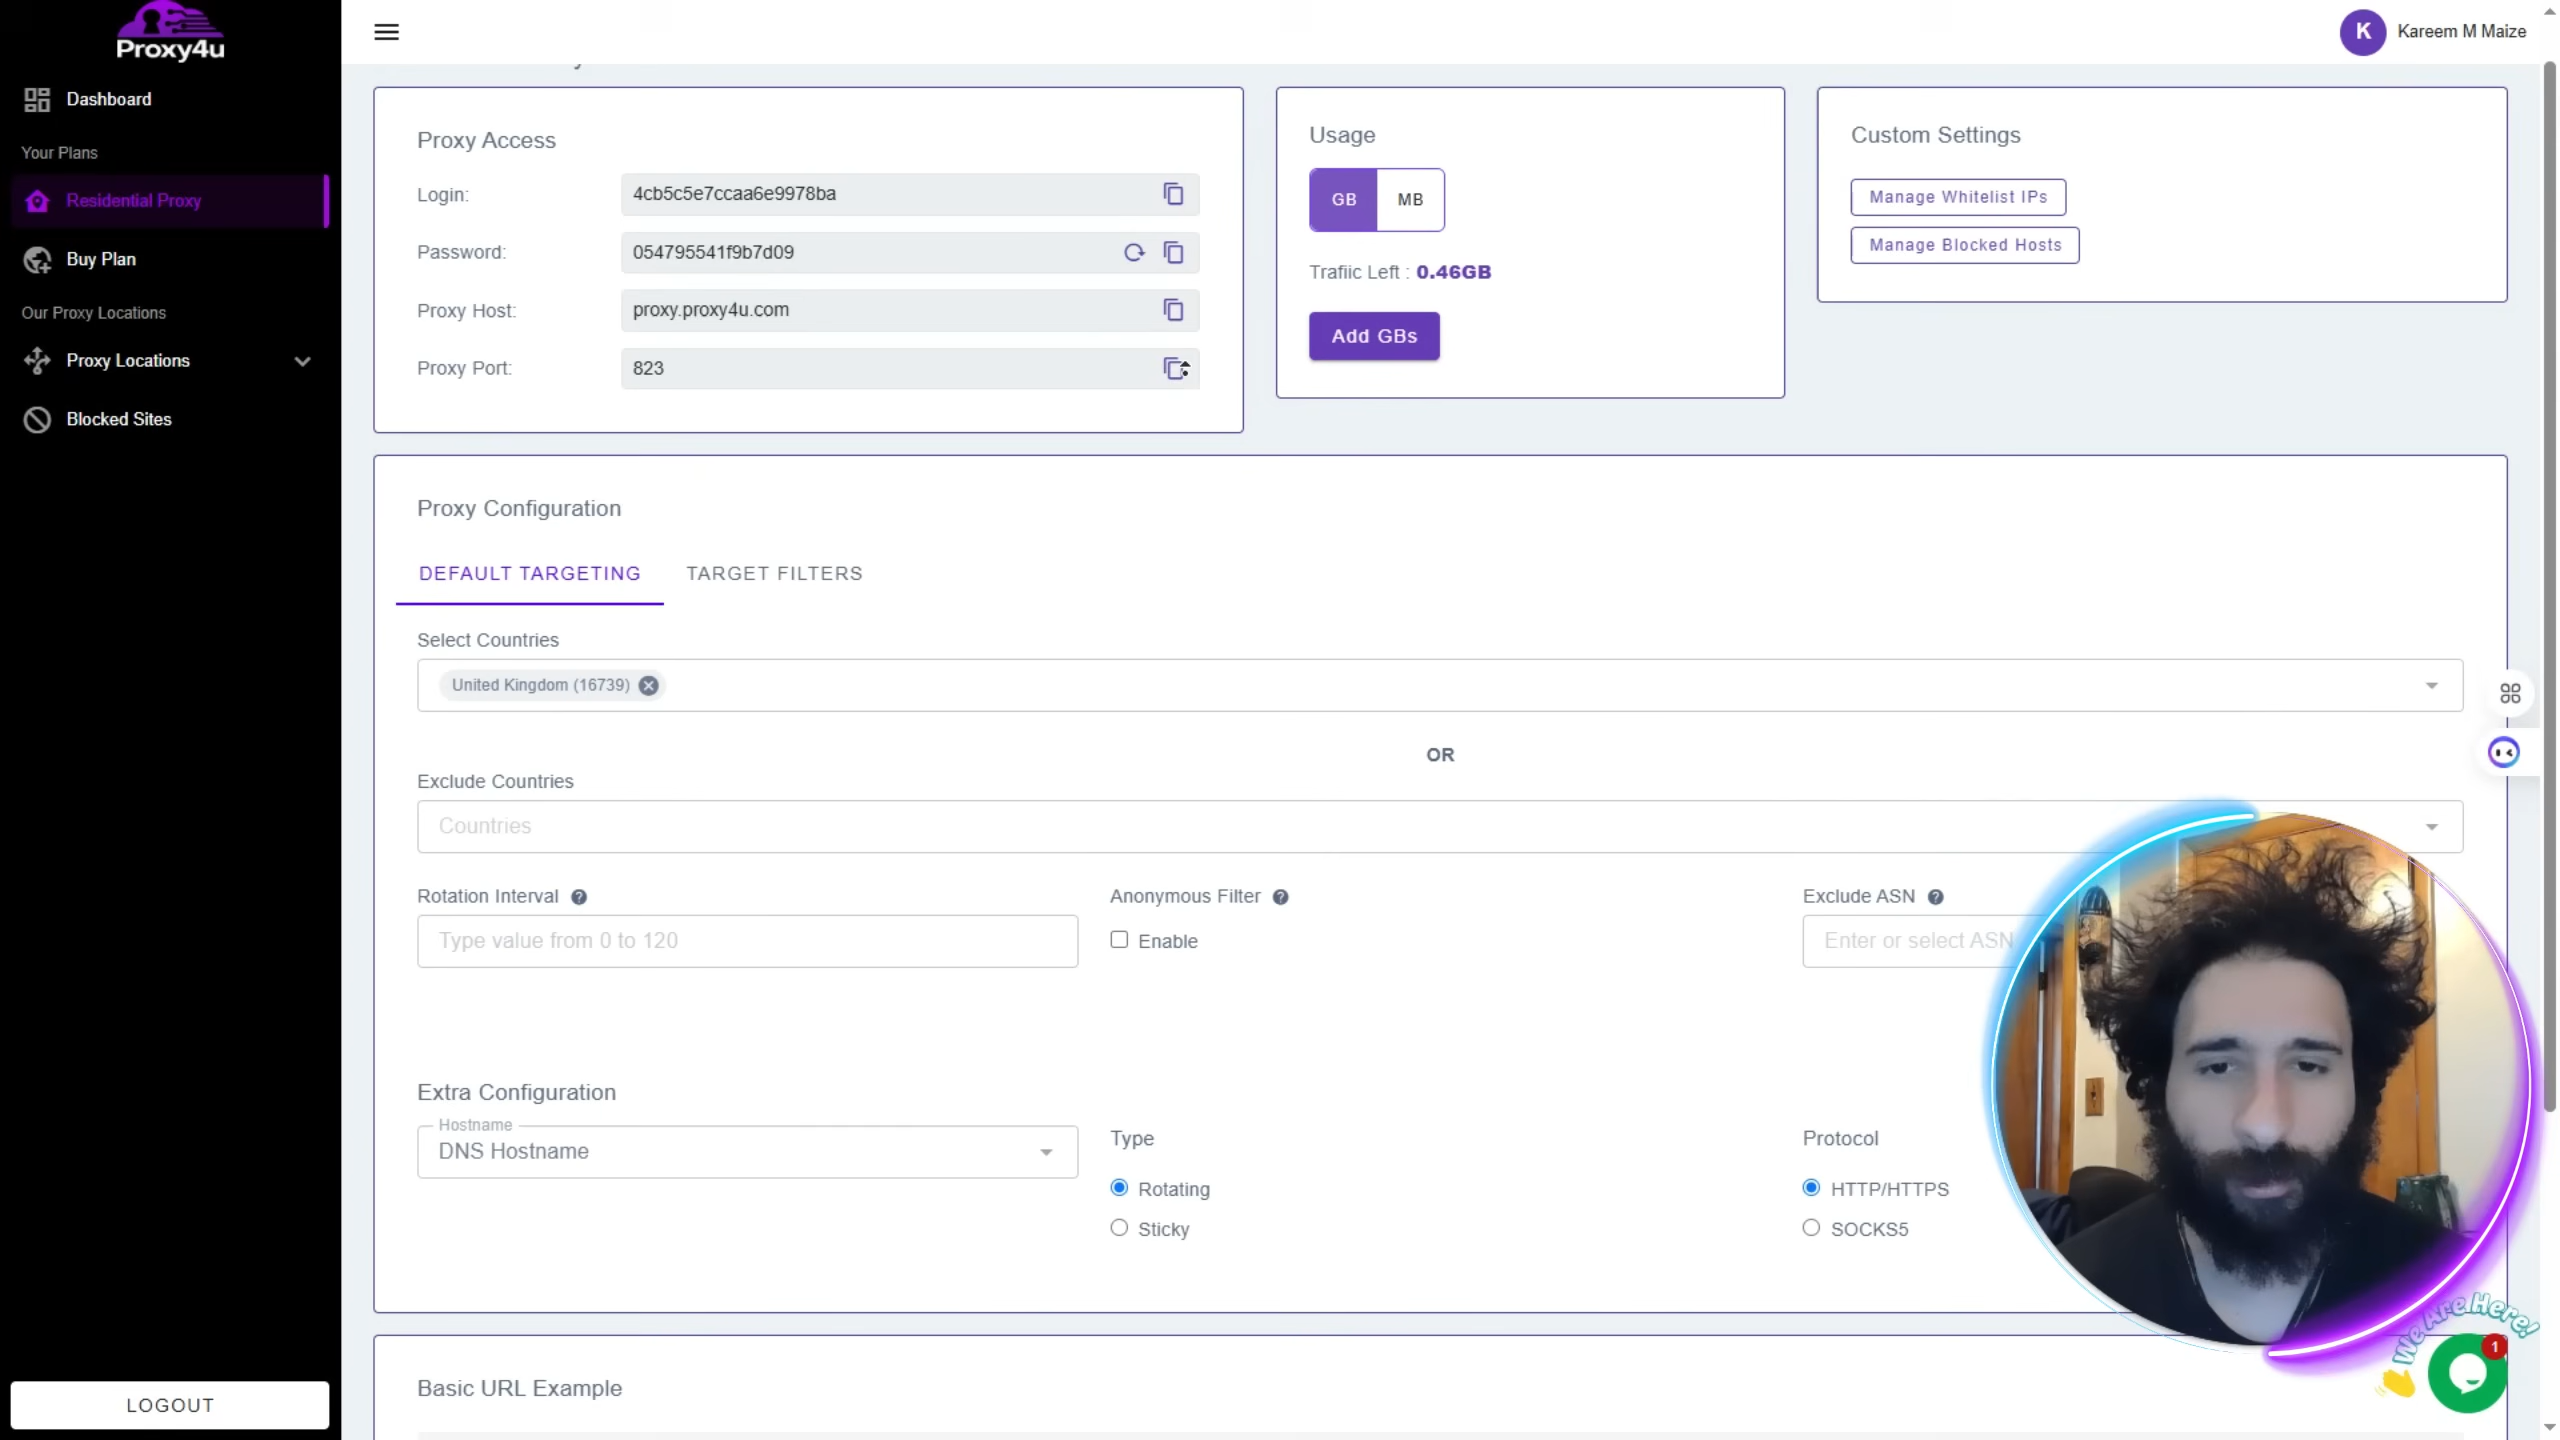 Proxy4u
Kareem M Maize
K
Dashboard
Your Plans
Residential Proxy
Buy Plan
Our Proxy Locations
Proxy Locations
Blocked Sites
LOGOUT
Proxy Access
Login:
4cb5c5e7ccaa6e9978ba
Password:
054795541f9b7d09
Proxy Host:
proxy.proxy4u.com
Proxy Port:
823
Usage
GB
MB
Trafiic Left : 0.46GB
Add GBs
Custom Settings
Manage Whitelist IPs
Manage Blocked Hosts
Proxy Configuration
DEFAULT TARGETING
TARGET FILTERS
Select Countries
United Kingdom (16739)
OR
Exclude Countries
Countries
Rotation Interval
Type value from 0 to 120
Anonymous Filter
Enable
Exclude ASN
Enter or select ASN
Extra Configuration
Hostname
DNS Hostname
Type
Rotating
Sticky
Protocol
HTTP/HTTPS
SOCKS5
We Are Here!
1
Basic URL Example